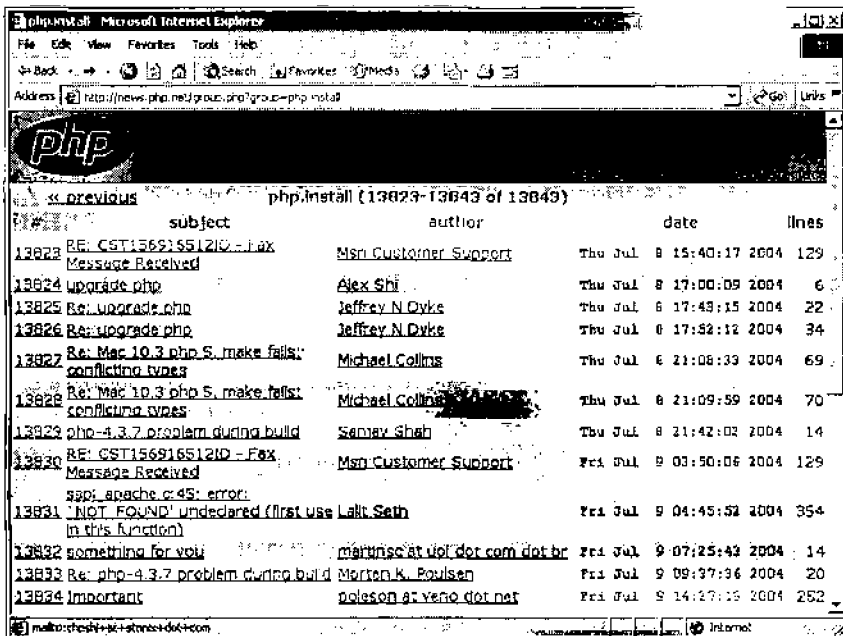 php.install - Microsoft Internet Explorer
File Edit View Favorites Tools Help
Back Search Favorites Media
Address http://news.php.net/group.php?group=php.install Go Links
php
« previous php.install (13823-13843 of 13843)
# subject author date lines
13823 RE: CST156916512ID - Fax Message Received Msn Customer Support Thu Jul 8 15:40:17 2004 129
13824 upgrade php Alex Shi Thu Jul 8 17:00:09 2004 6
13825 Re: upgrade php Jeffrey N Dyke Thu Jul 8 17:43:15 2004 22
13826 Re: upgrade php Jeffrey N Dyke Thu Jul 8 17:52:12 2004 34
13827 Re: Mac 10.3 php 5, make fails: conflicting types Michael Collins Thu Jul 8 21:08:33 2004 69
13828 Re: Mac 10.3 php 5, make fails: conflicting types Michael Collins Thu Jul 8 21:09:59 2004 70
13829 php-4.3.7 problem during build Samay Shah Thu Jul 8 21:42:02 2004 14
13830 RE: CST156916512ID - Fax Message Received Msn Customer Support Fri Jul 9 03:50:06 2004 129
13831 sapi_apache.c:45: error: `NOT_FOUND' undeclared (first use in this function) Lalit Seth Fri Jul 9 04:45:52 2004 354
13832 something for you martinsc at uol dot com dot br Fri Jul 9 07:25:43 2004 14
13833 Re: php-4.3.7 problem during build Morten K. Poulsen Fri Jul 9 09:37:36 2004 20
13834 Important poleson at veno dot net Fri Jul 9 14:27:15 2004 252
Internet